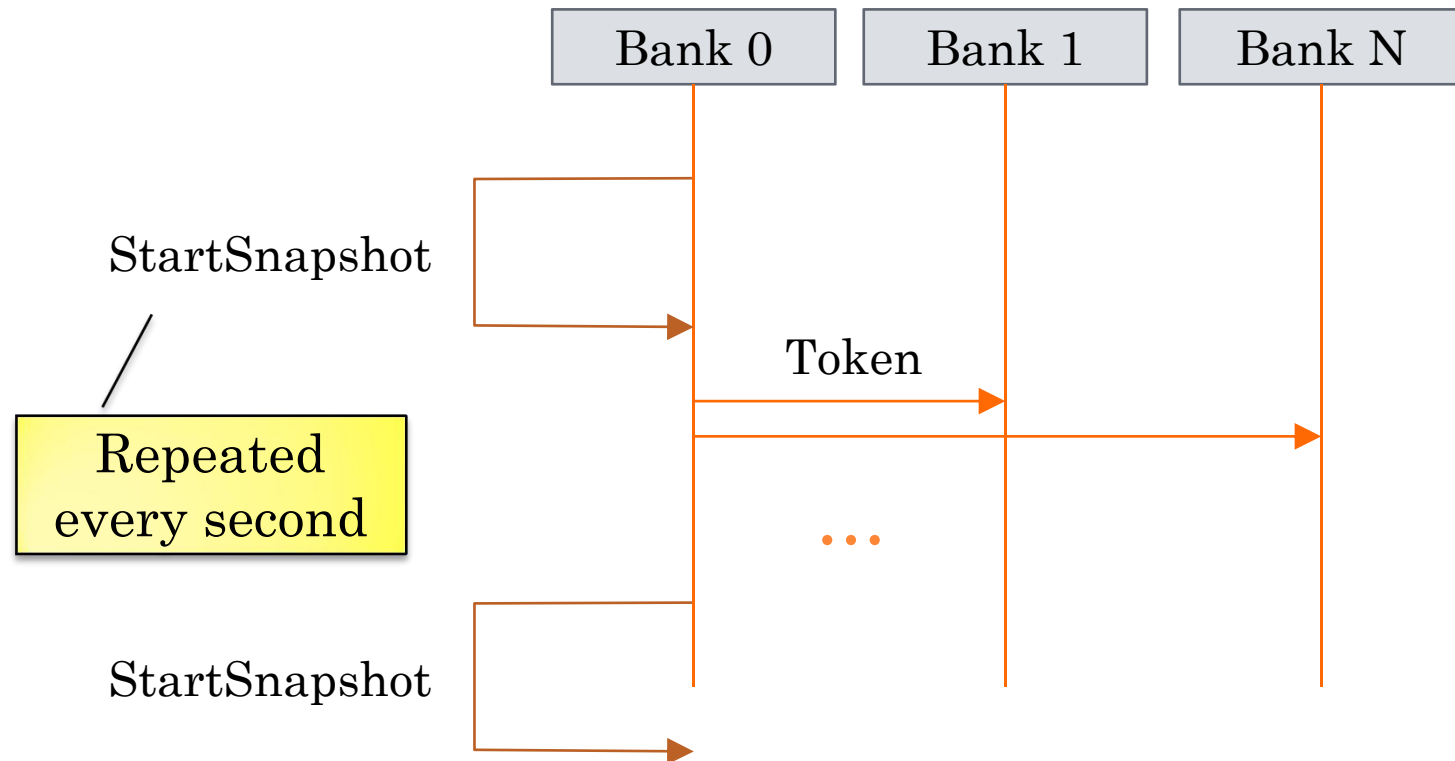 Bank 0
Bank 1
Bank N
StartSnapshot
Token
Repeated
every second
...
StartSnapshot